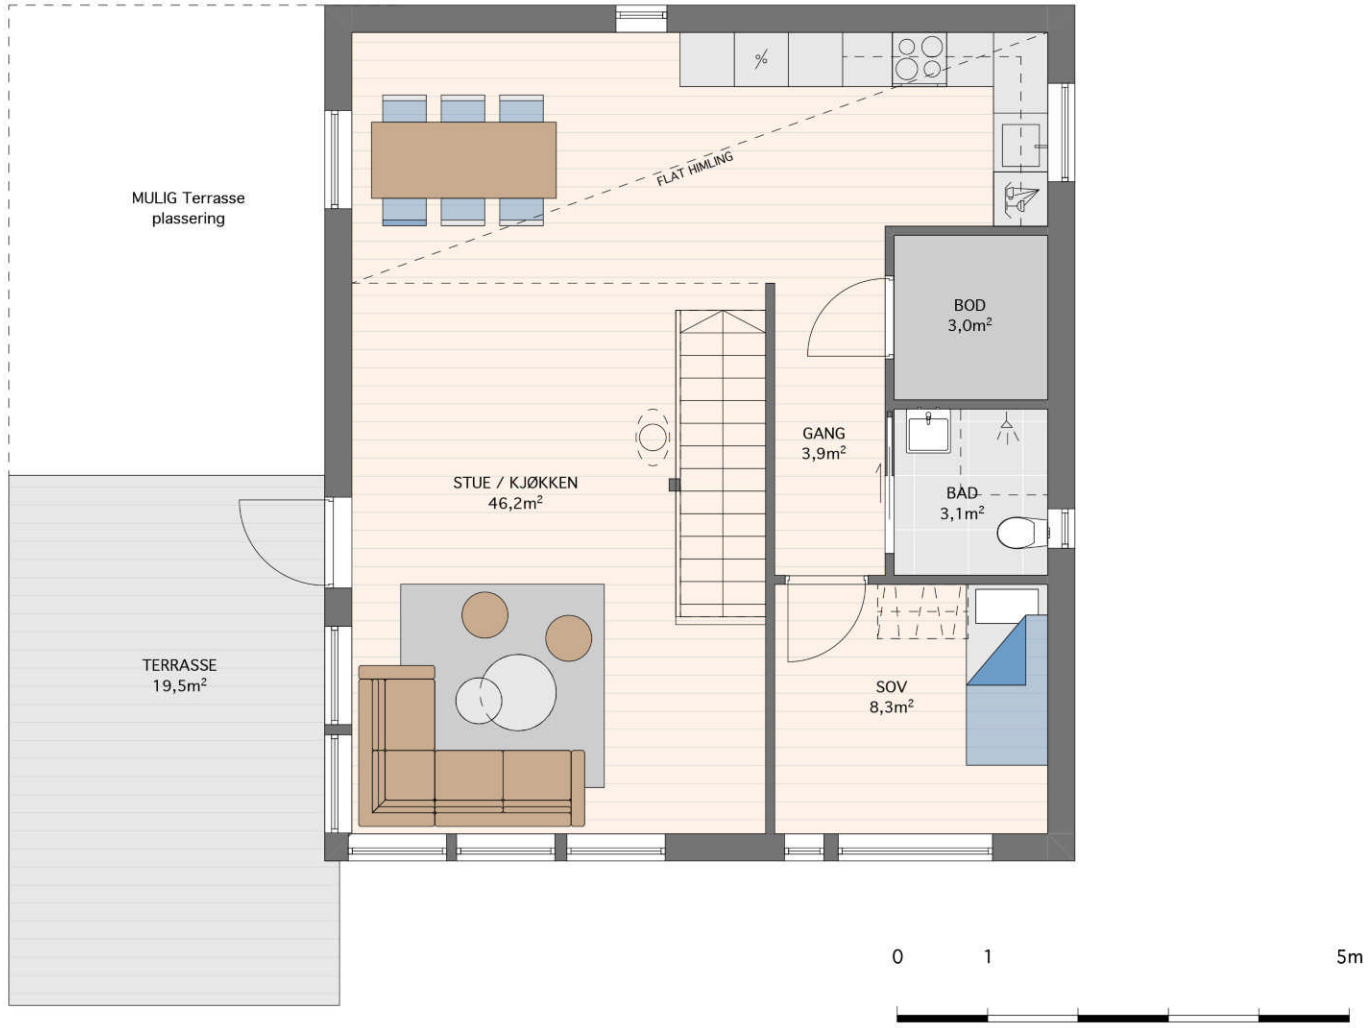 %
FLAT HIMLING
MULIG Terrasse
plassering
BOD
3,0m²
GANG
3,9m²
STUE / KJØKKEN
46,2m²
BAD
3,1m²
TERRASSE
19,5m²
SOV
8,3m²
0 1 5m